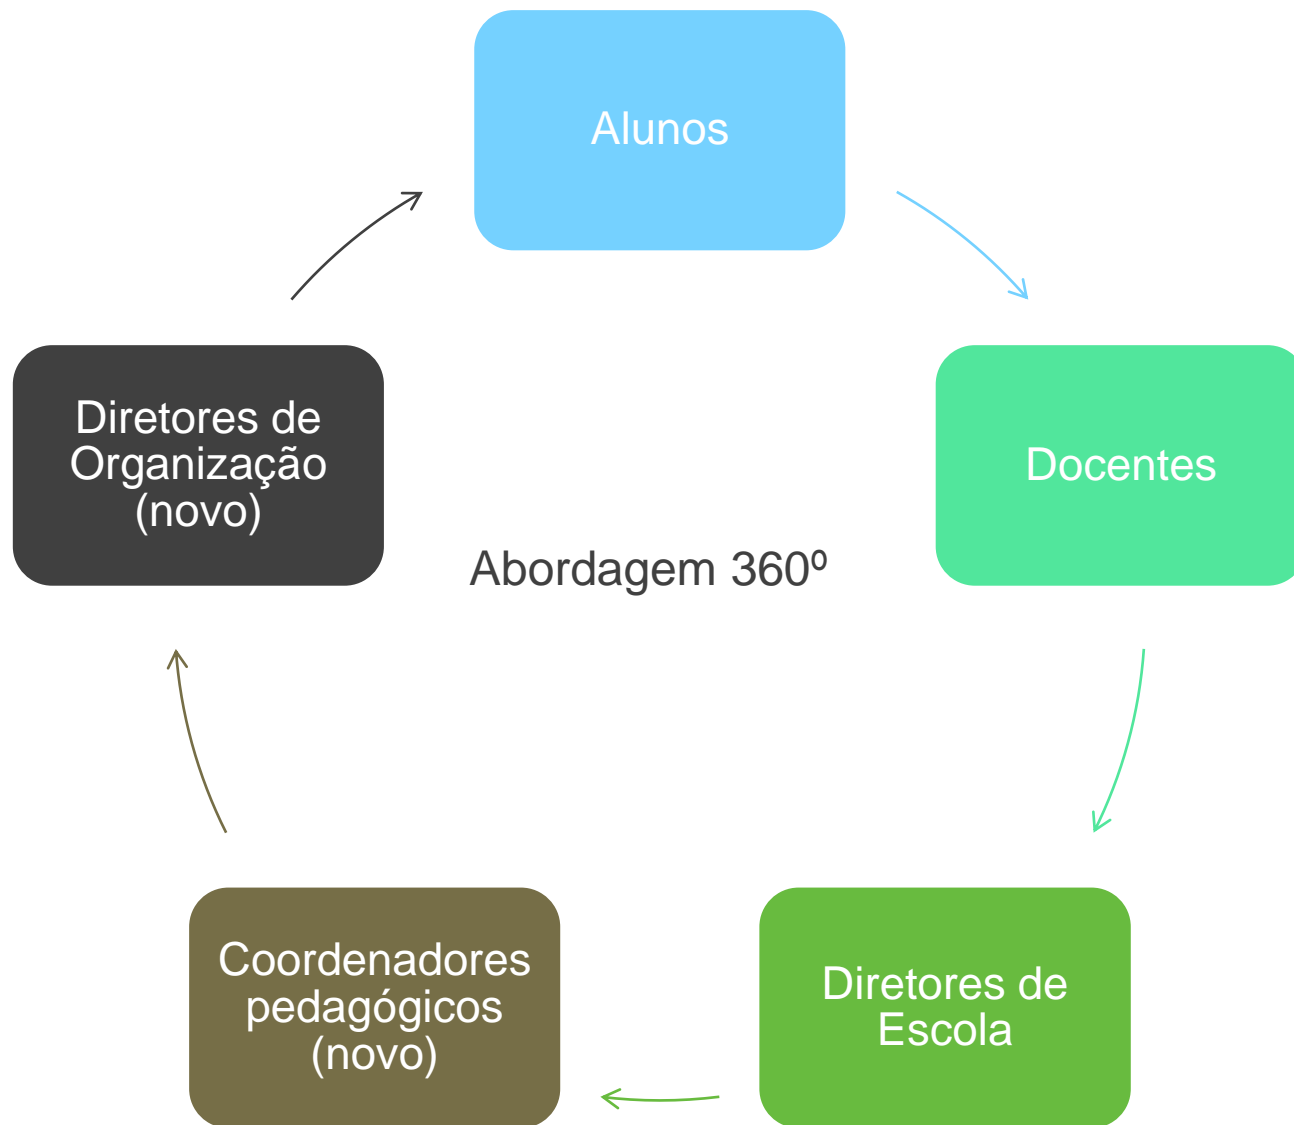 Alunos
Docentes
Diretores de
Escola
Coordenadores
pedagógicos
(novo)
Diretores de
Organização
(novo)
Abordagem 360º